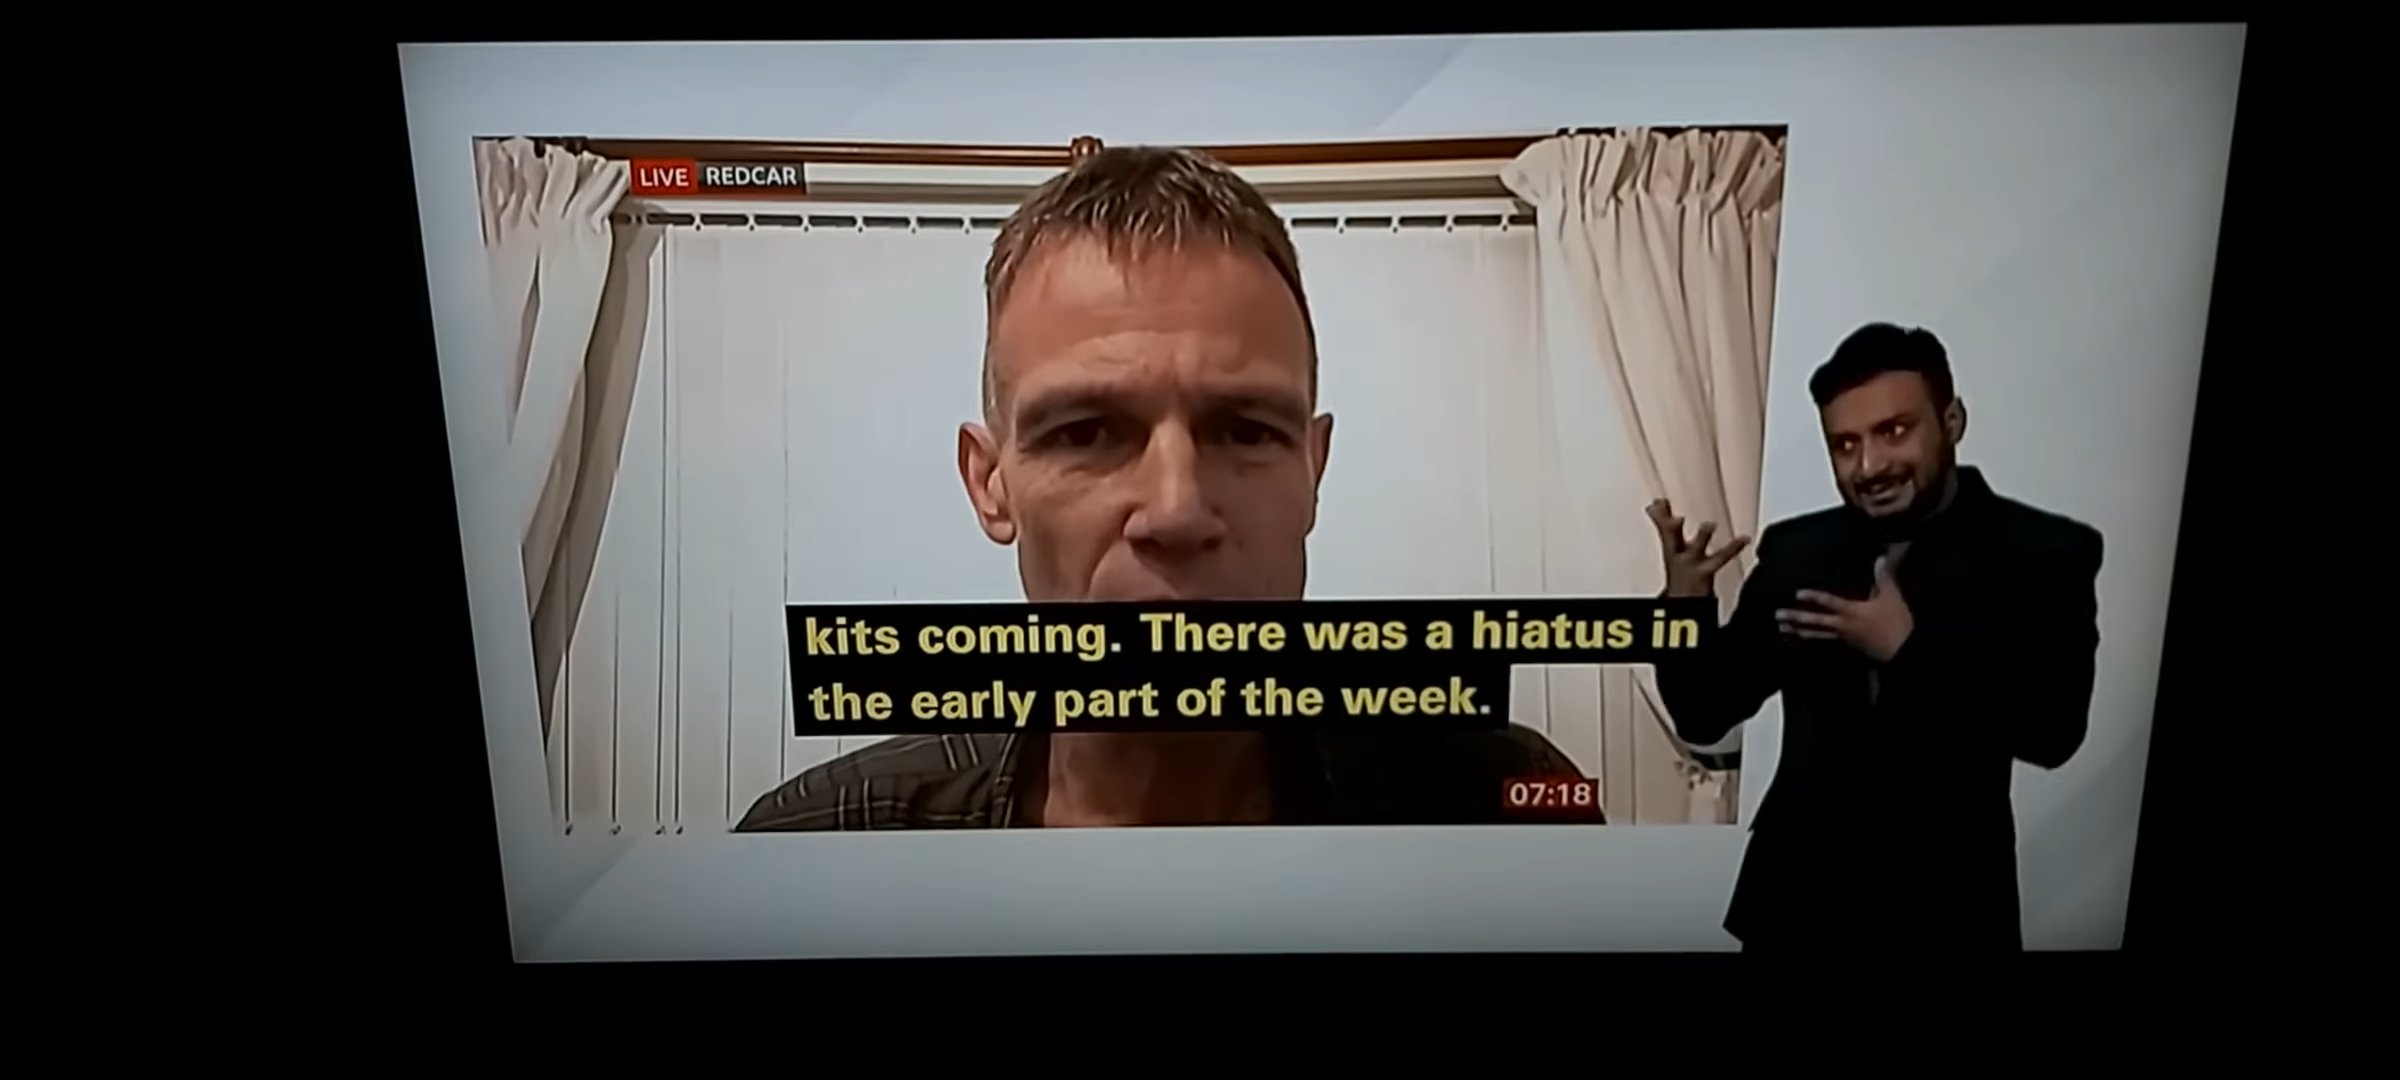 LIVE REDCAR
kits coming. There was a hiatus in
the early part of the week.
07:18